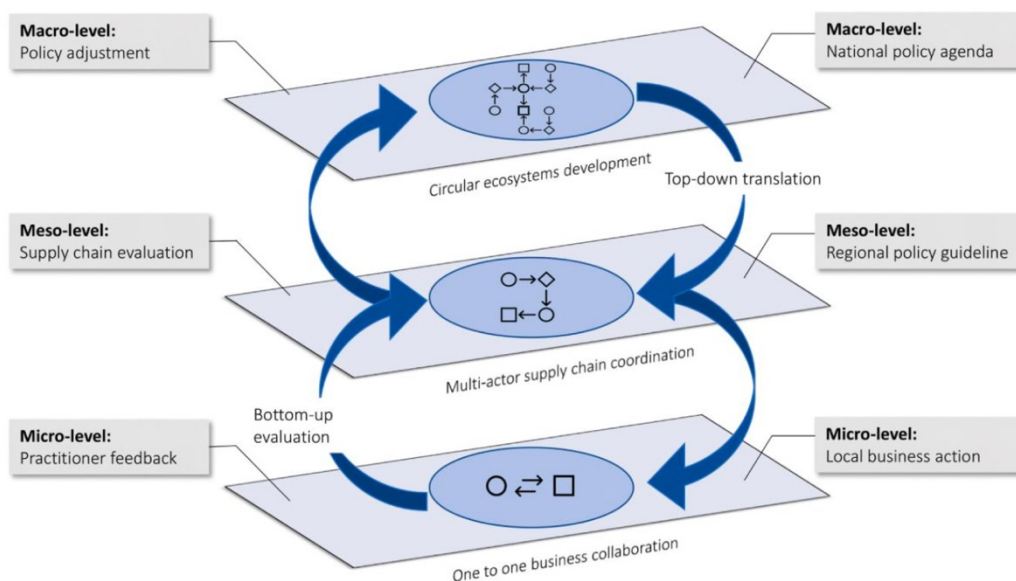 Macro-level:
Policy adjustment
Macro-level:
National policy agenda
Circular ecosystems development
Top-down translation
Meso-level:
Supply chain evaluation
Meso-level:
Regional policy guideline
Multi-actor supply chain coordination
Bottom-up
evaluation
Micro-level:
Practitioner feedback
Micro-level:
Local business action
One to one business collaboration